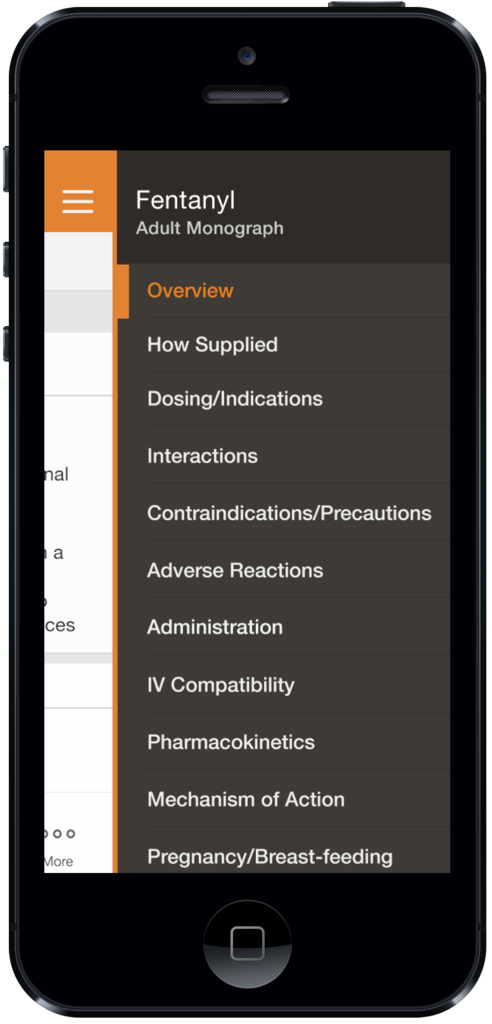 Fentanyl
Adult Monograph
Overview
How Supplied
Dosing/Indications
Interactions
Contraindications/Precautions
Adverse Reactions
Administration
IV Compatibility
Pharmacokinetics
Mechanism of Action
Pregnancy/Breast-feeding
nal
a
ces
More